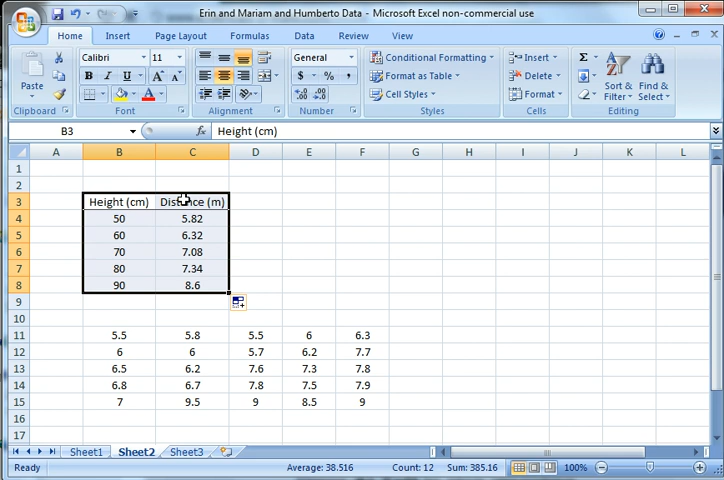 Erin and Mariam and Humberto Data - Microsoft Excel non-commercial use
Home Insert Page Layout Formulas Data Review View
Paste
Clipboard
Calibri 11
B I U
Font
Alignment
General
$ % ,
Number
Conditional Formatting
Format as Table
Cell Styles
Styles
Insert
Delete
Format
Cells
Sort & Filter
Find & Select
Editing
B3 fx Height (cm)
A B C D E F G H I J K L
1
2
3 Height (cm) Distance (m)
4 50 5.82
5 60 6.32
6 70 7.08
7 80 7.34
8 90 8.6
9
10
11 5.5 5.8 5.5 6 6.3
12 6 6 5.7 6.2 7.7
13 6.5 6.2 7.6 7.3 7.8
14 6.8 6.7 7.8 7.5 7.9
15 7 9.5 9 8.5 9
16
17
Sheet1 Sheet2 Sheet3
Ready Average: 38.516 Count: 12 Sum: 385.16 100%